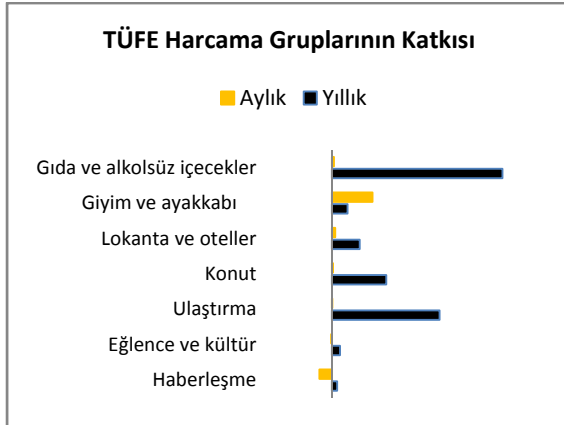 TÜFE Harcama Gruplarının Katkısı
Aylık Yıllık
Gıda ve alkolsüz içecekler
Giyim ve ayakkabı
Lokanta ve oteller
Konut
Ulaştırma
Eğlence ve kültür
Haberleşme